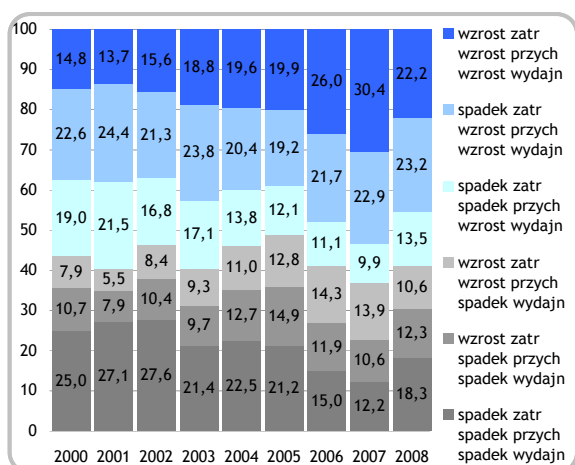 100
90
80
70
60
50
40
30
20
10
0
14,8 13,7 15,6 18,8 19,6 19,9 26,0 30,4 22,2
22,6 24,4 21,3 23,8 20,4 19,2 21,7 22,9 23,2
19,0 21,5 16,8 17,1 13,8 12,1 11,1 9,9 13,5
7,9 5,5 8,4 9,3 11,0 12,8 14,3 13,9 10,6
10,7 7,9 10,4 9,7 12,7 14,9 11,9 10,6 12,3
25,0 27,1 27,6 21,4 22,5 21,2 15,0 12,2 18,3
2000 2001 2002 2003 2004 2005 2006 2007 2008
wzrost zatr
wzrost przych
wzrost wydajn
spadek zatr
wzrost przych
wzrost wydajn
spadek zatr
spadek przych
wzrost wydajn
wzrost zatr
wzrost przych
spadek wydajn
wzrost zatr
spadek przych
spadek wydajn
spadek zatr
spadek przych
spadek wydajn